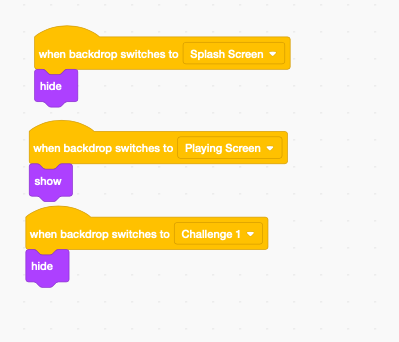 when backdrop switches to Splash Screen
hide
when backdrop switches to Playing Screen
show
when backdrop switches to Challenge 1
hide